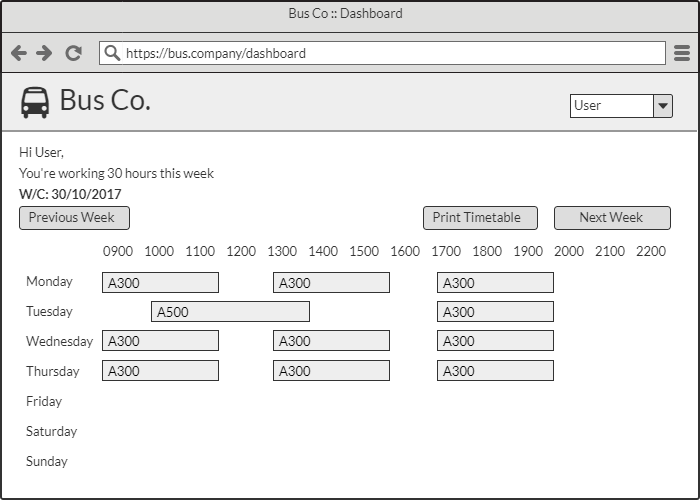 Bus Co :: Dashboard
https://bus.company/dashboard
Bus Co.
User
Hi User,
You're working 30 hours this week
W/C: 30/10/2017
Previous Week Print Timetable Next Week
0900 1000 1100 1200 1300 1400 1500 1600 1700 1800 1900 2000 2100 2200
Monday A300 A300 A300
Tuesday A500 A300
Wednesday A300 A300 A300
Thursday A300 A300 A300
Friday
Saturday
Sunday